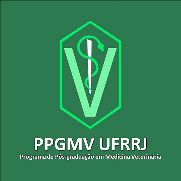 V
PPGMV UFRRJ
Programa de Pós-graduação em Medicina Veterinária